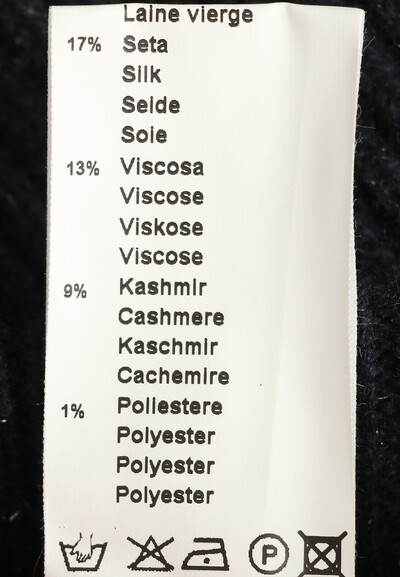 Laine vierge
17% Seta
Silk
Seide
Soie
13% Viscosa
Viscose
Viskose
Viscose
9% Kashmir
Cashmere
Kaschmir
Cachemire
1% Poliestere
Polyester
Polyester
Polyester
P